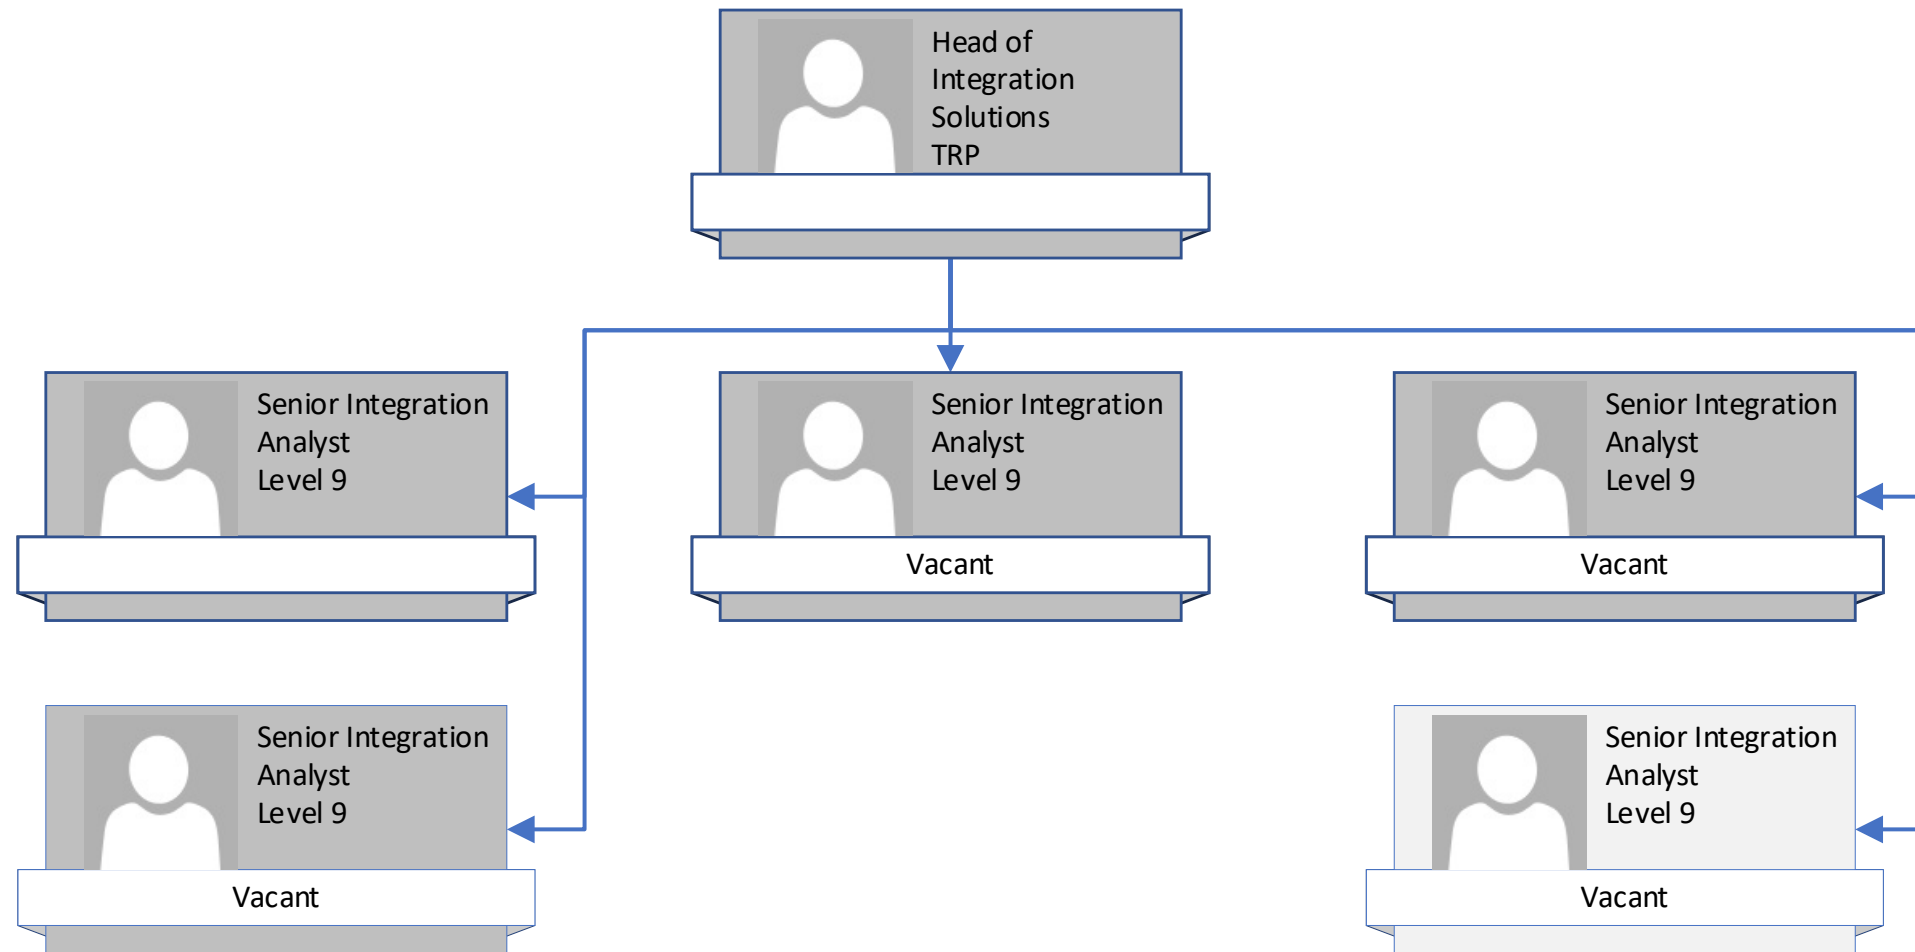 Head of
Integration
Solutions
TRP
Senior Integration
Analyst
Level 9
Senior Integration
Analyst
Level 9
Vacant
Senior Integration
Analyst
Level 9
Vacant
Senior Integration
Analyst
Level 9
Vacant
Senior Integration
Analyst
Level 9
Vacant